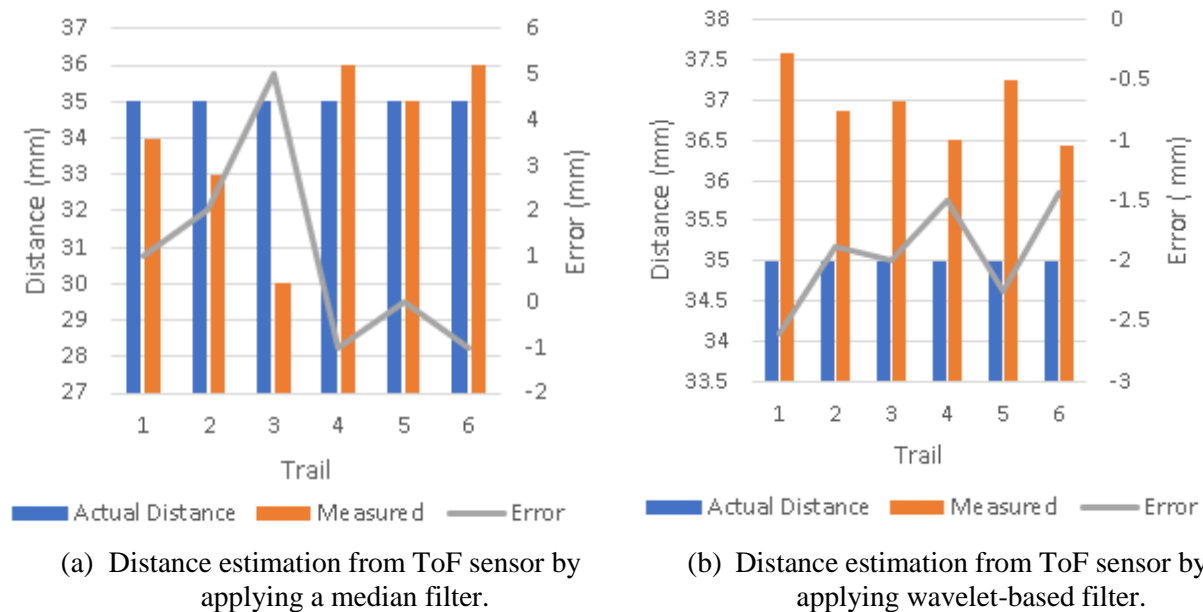 37
36
35
34
33
32
31
30
29
28
27
Distance (mm)
6
5
4
3
2
1
0
-1
-2
Error (mm)
1 2 3 4 5 6
Trail
Actual Distance Measured Error
(a) Distance estimation from ToF sensor by
applying a median filter.
38
37.5
37
36.5
36
35.5
35
34.5
34
33.5
Distance (mm)
0
-0.5
-1
-1.5
-2
-2.5
-3
Error ( mm)
1 2 3 4 5 6
Trail
Actual Distance Measured Error
(b) Distance estimation from ToF sensor by
applying wavelet-based filter.